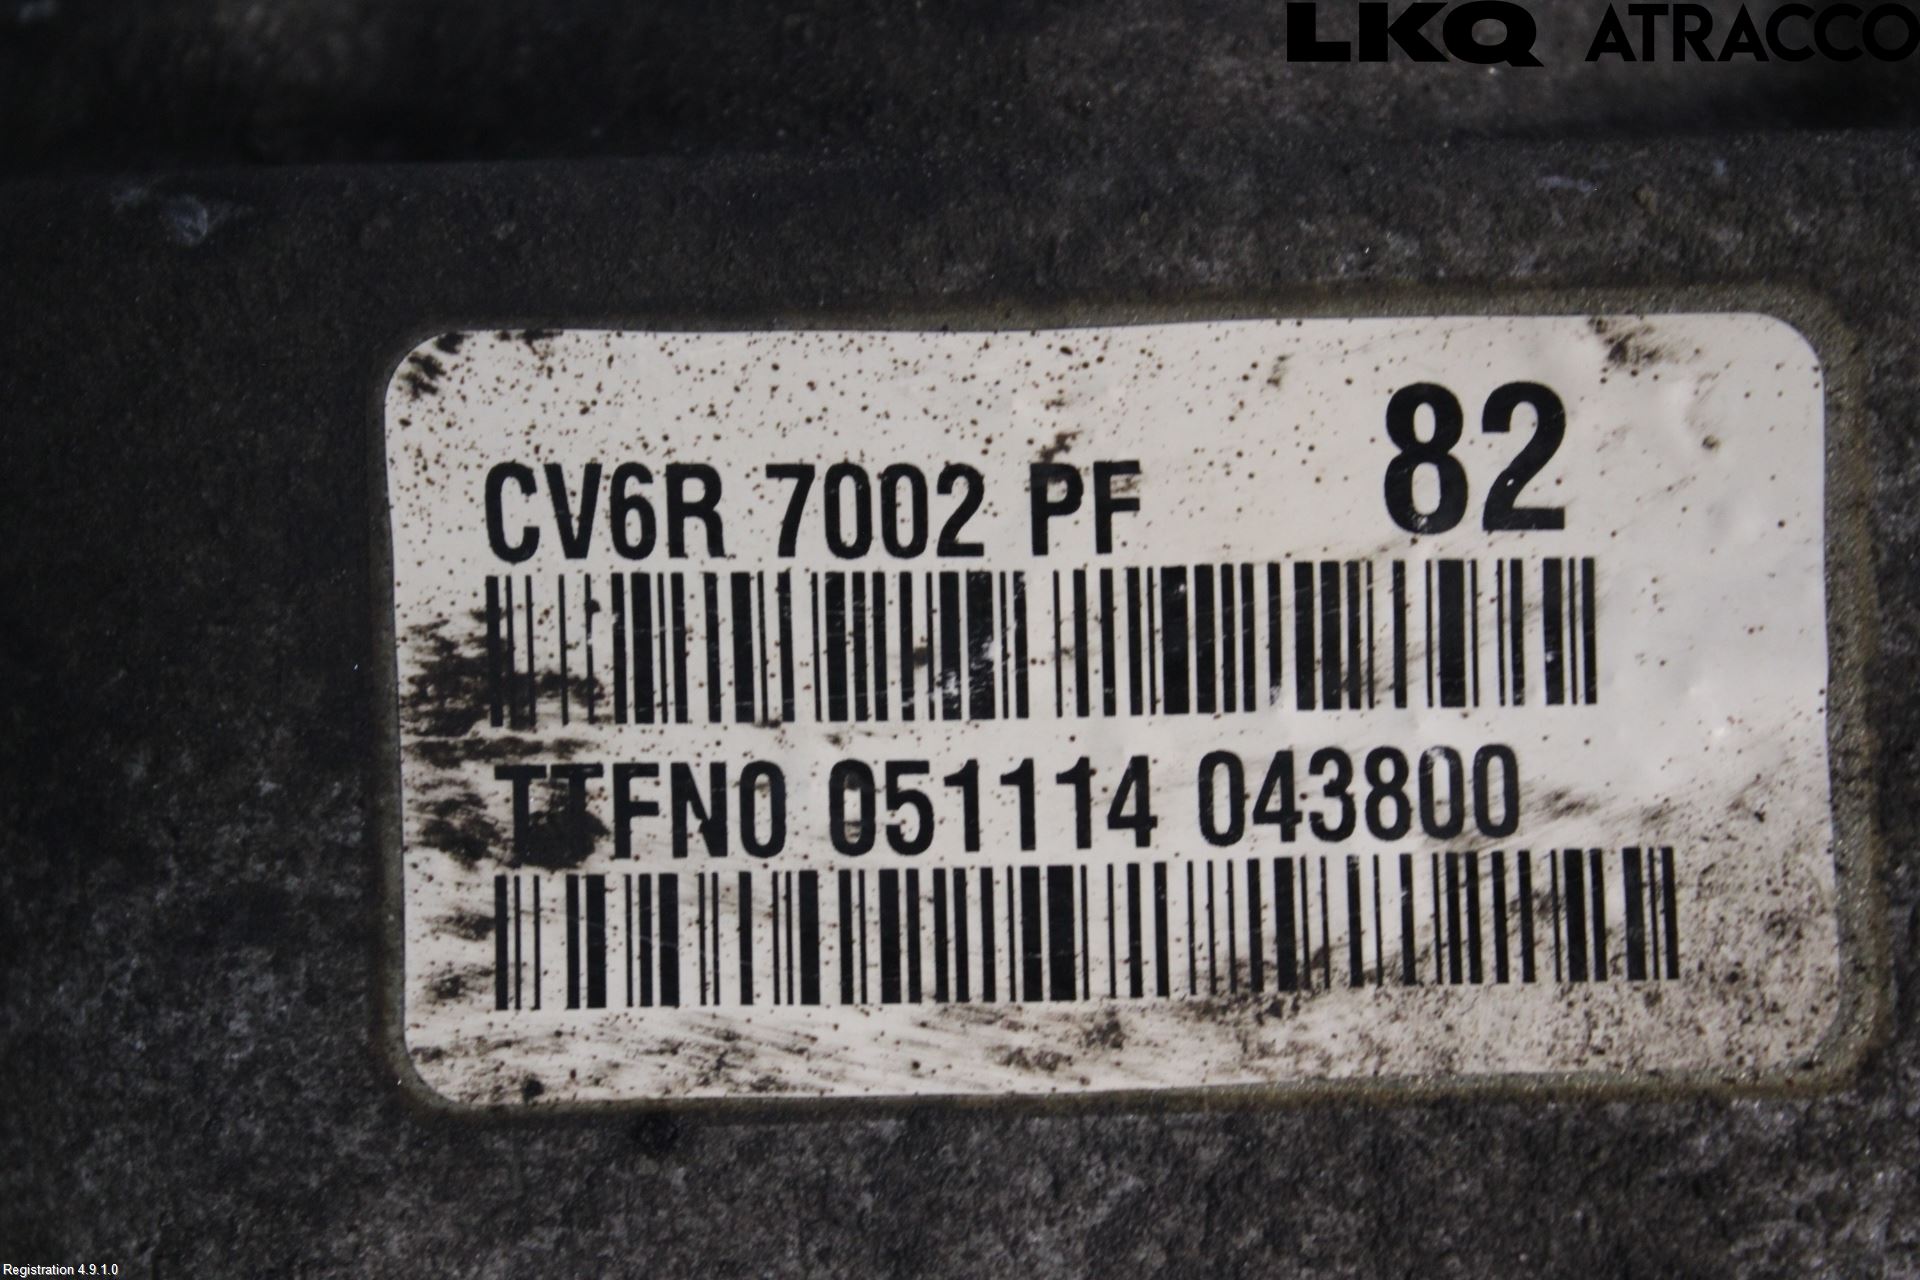 LKQ ATRACCO
CV6R 7002 PF 82
TTFN0 051114 043800
Registration 4.9.1.0